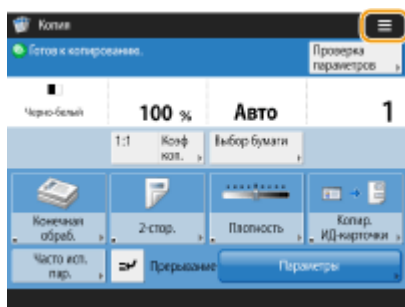 Копия
Готов к копированию.
Проверка
параметров
Черно-белый
100 %
Авто
1
1:1
Коэф
коп.
Выбор бумаги
Конечная
обраб.
2-стор.
Плотность
Копир.
ИД-карточки
Часто исп.
пар.
Прерывание
Параметры